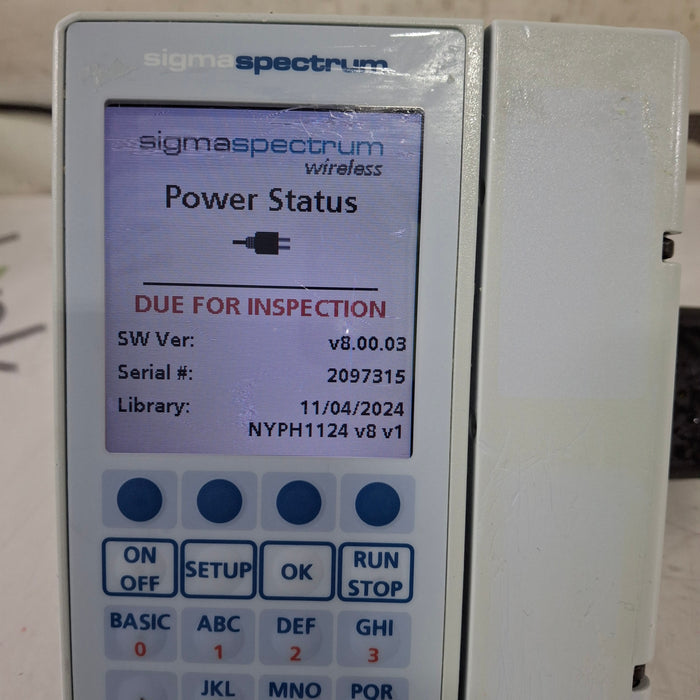 sigmaspectrum
sigmaspectrum
wireless
Power Status
DUE FOR INSPECTION
SW Ver: v8.00.03
Serial #: 2097315
Library: 11/04/2024
NYPH1124 v8 v1
ON OFF SETUP OK RUN STOP
BASIC ABC DEF GHI
0 1 2 3
JKL MNO PQR